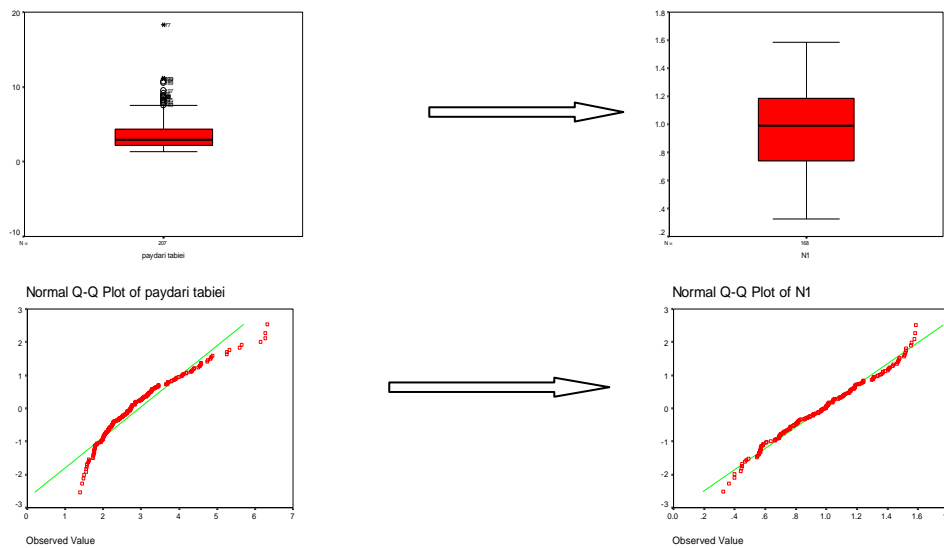 20
10
0
-10
N =
207
paydari tabiei
1.8
1.6
1.4
1.2
1.0
.8
.6
.4
.2
N =
168
N1
Normal Q-Q Plot of paydari tabiei
3
2
1
0
-1
-2
-3
0 1 2 3 4 5 6 7
Observed Value
Normal Q-Q Plot of N1
3
2
1
0
-1
-2
-3
0.0 .2 .4 .6 .8 1.0 1.2 1.4 1.6 1.8
Observed Value